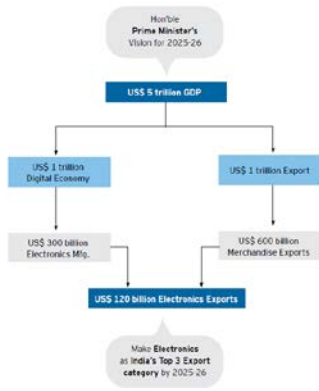 Hon'ble
Prime Minister's
Vision for 2025-26
US$ 5 trillion GDP
US$ 1 trillion
Digital Economy
US$ 1 trillion Export
US$ 300 billion
Electronics Mfg.
US$ 600 billion
Merchandise Exports
US$ 120 billion Electronics Exports
Make Electronics
as India's Top 3 Export
category by 2025-26